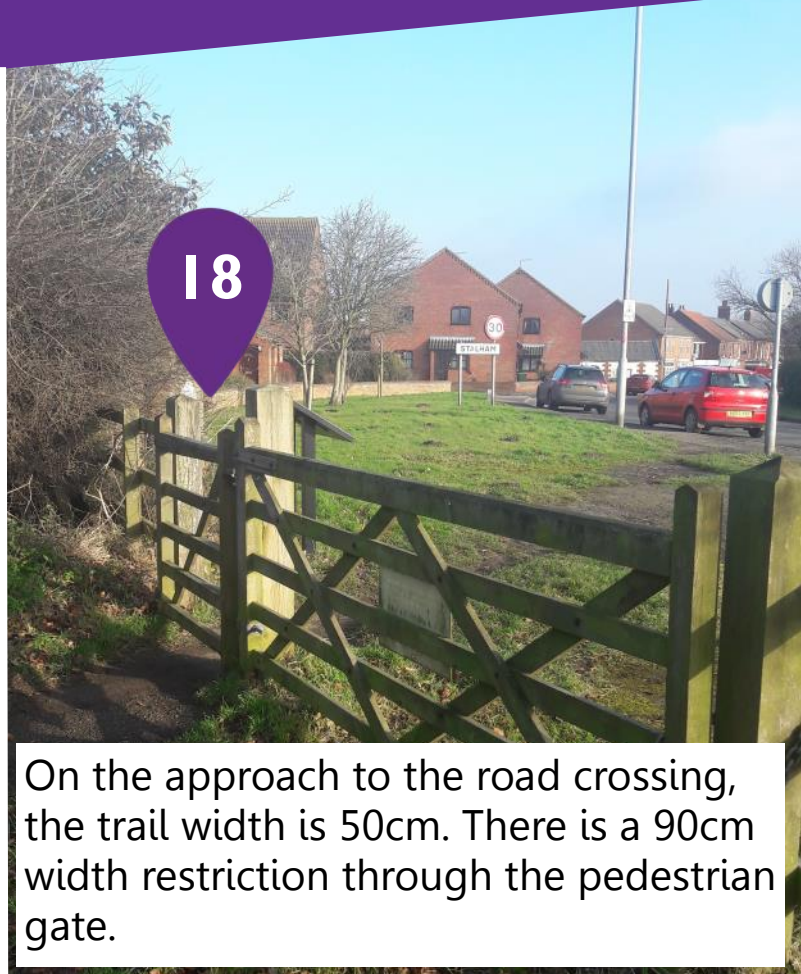 18
30
STALHAM
On the approach to the road crossing,
the trail width is 50cm. There is a 90cm
width restriction through the pedestrian
gate.